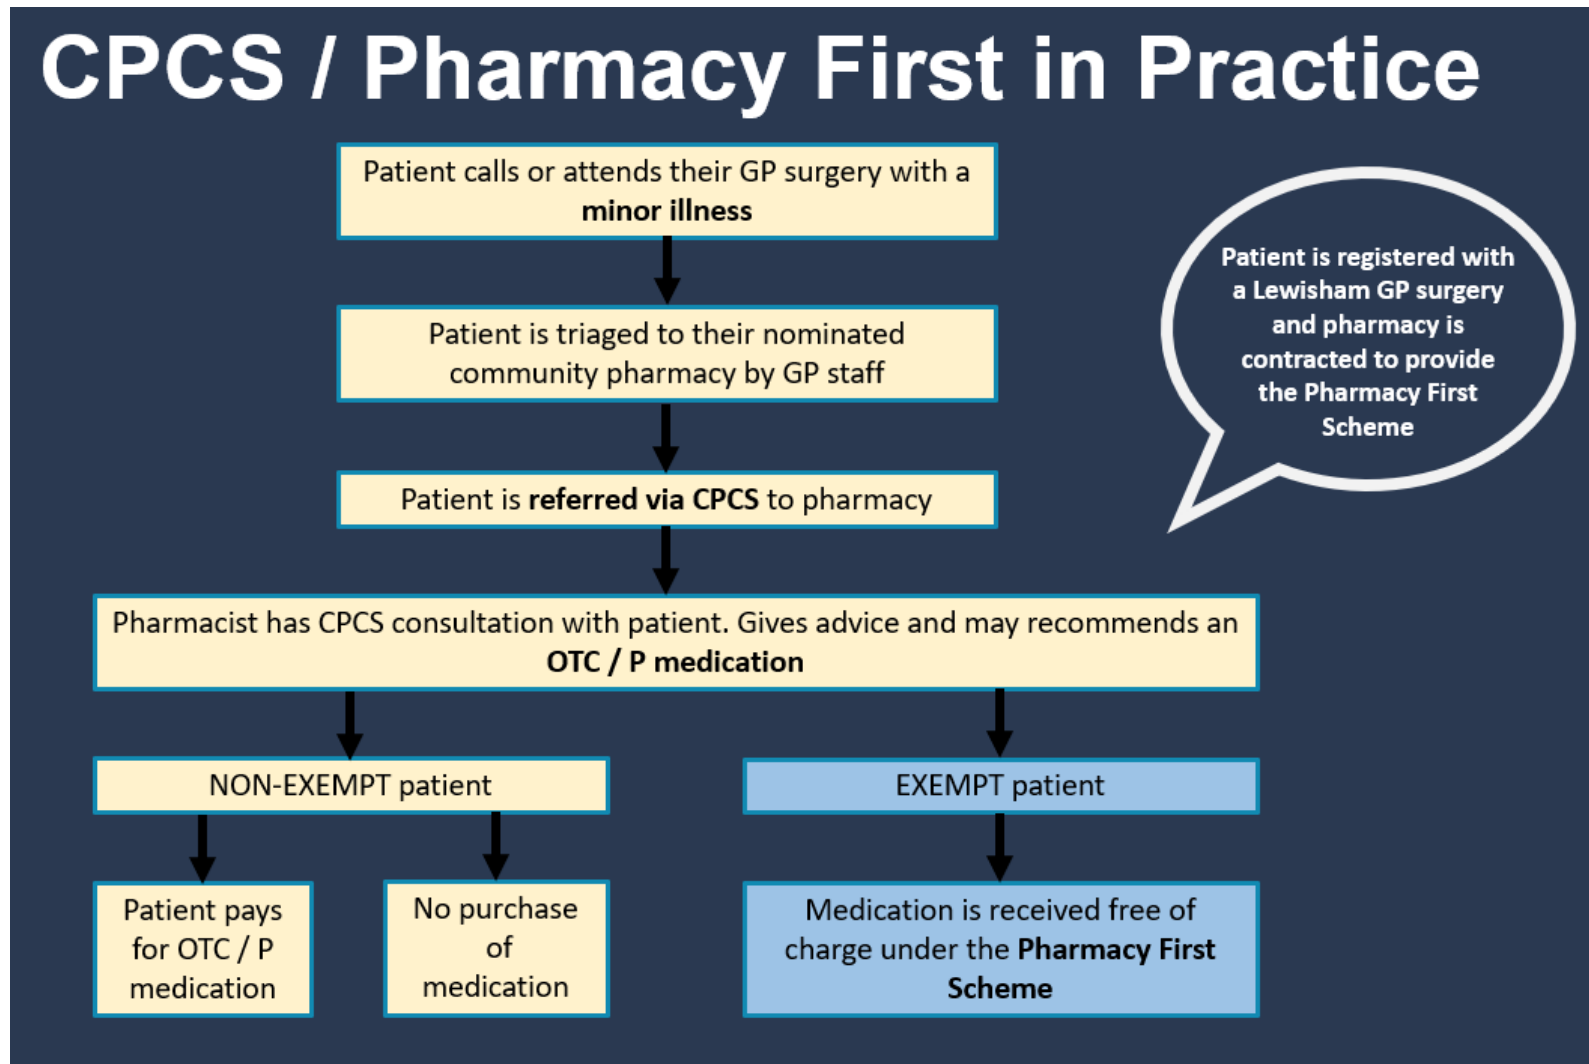 CPCS / Pharmacy First in Practice
Patient calls or attends their GP surgery with a
minor illness
Patient is registered with
a Lewisham GP surgery
and pharmacy is
contracted to provide
the Pharmacy First
Scheme
Patient is triaged to their nominated
community pharmacy by GP staff
Patient is referred via CPCS to pharmacy
Pharmacist has CPCS consultation with patient. Gives advice and may recommends an
OTC / P medication
NON-EXEMPT patient
EXEMPT patient
Patient pays
for OTC / P
medication
No purchase
of
medication
Medication is received free of
charge under the Pharmacy First
Scheme